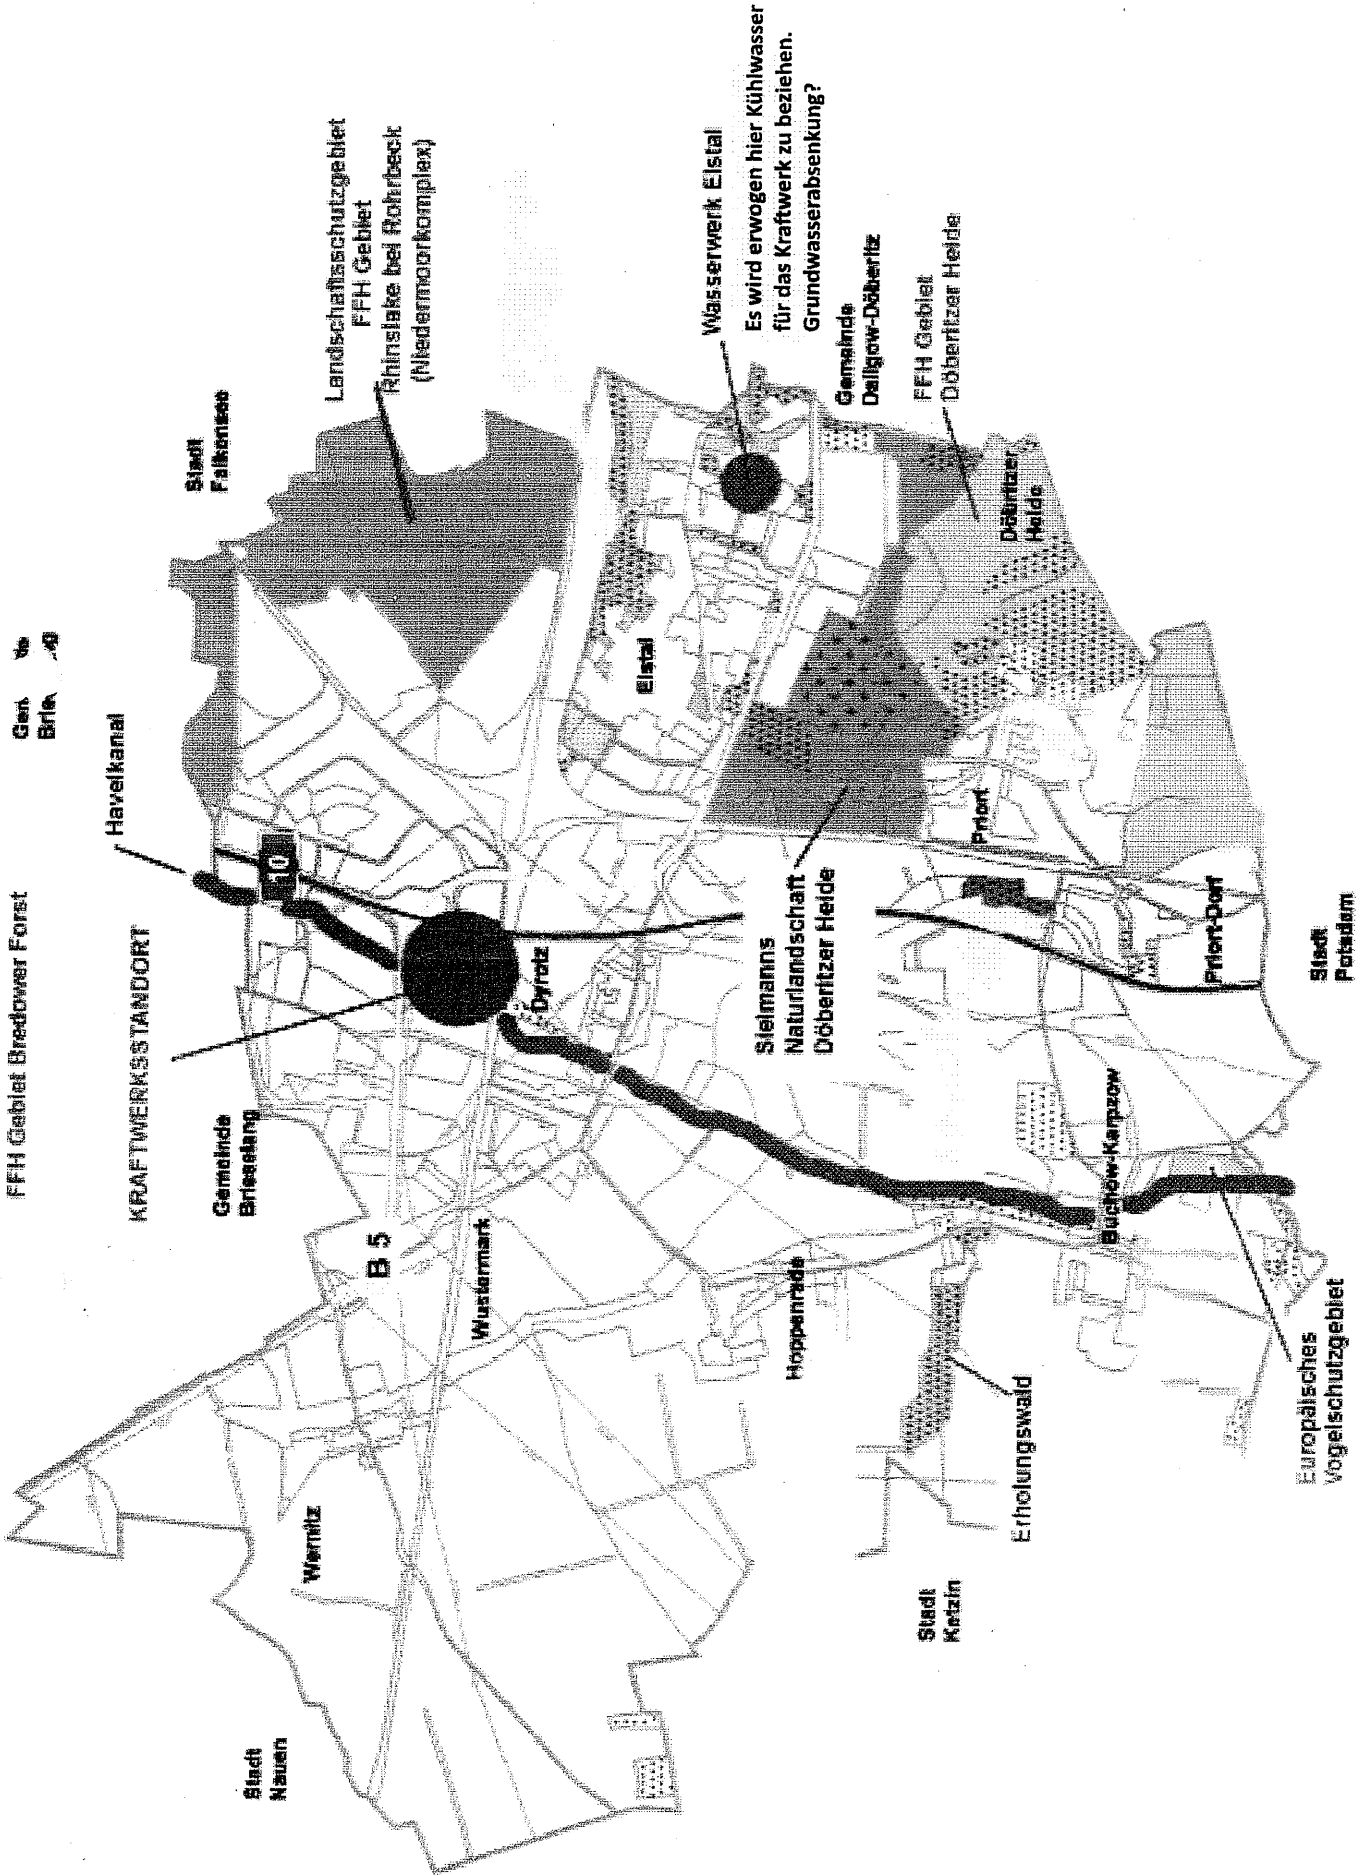 FFH Gebiet Bredower Forst
Havelkanal
KRAFTWERKSSTANDORT
Gemeinde
Brieselang
Stadt
Falkensee
Landschaftsschutzgebiet
FFH Gebiet
Rhinslake bei Rohrbeck
(Niedermoorkomplex)
10
B 5
Wustermark
Dyrotz
Wernitz
Stadt
Nauen
Elstal
Wasserwerk Elstal
Es wird erwogen hier Kühlwasser
für das Kraftwerk zu beziehen.
Grundwasserabsenkung?
Gemeinde
Dallgow-Döberitz
FFH Gebiet
Döberitzer Heide
Döberitzer
Heide
Sielmanns
Naturlandschaft
Döberitzer Heide
Hoppenrade
Priort
Erholungswald
Stadt
Ketzin
Buchow-Karpzow
Priort-Dorf
Europäisches
Vogelschutzgebiet
Stadt
Potsdam